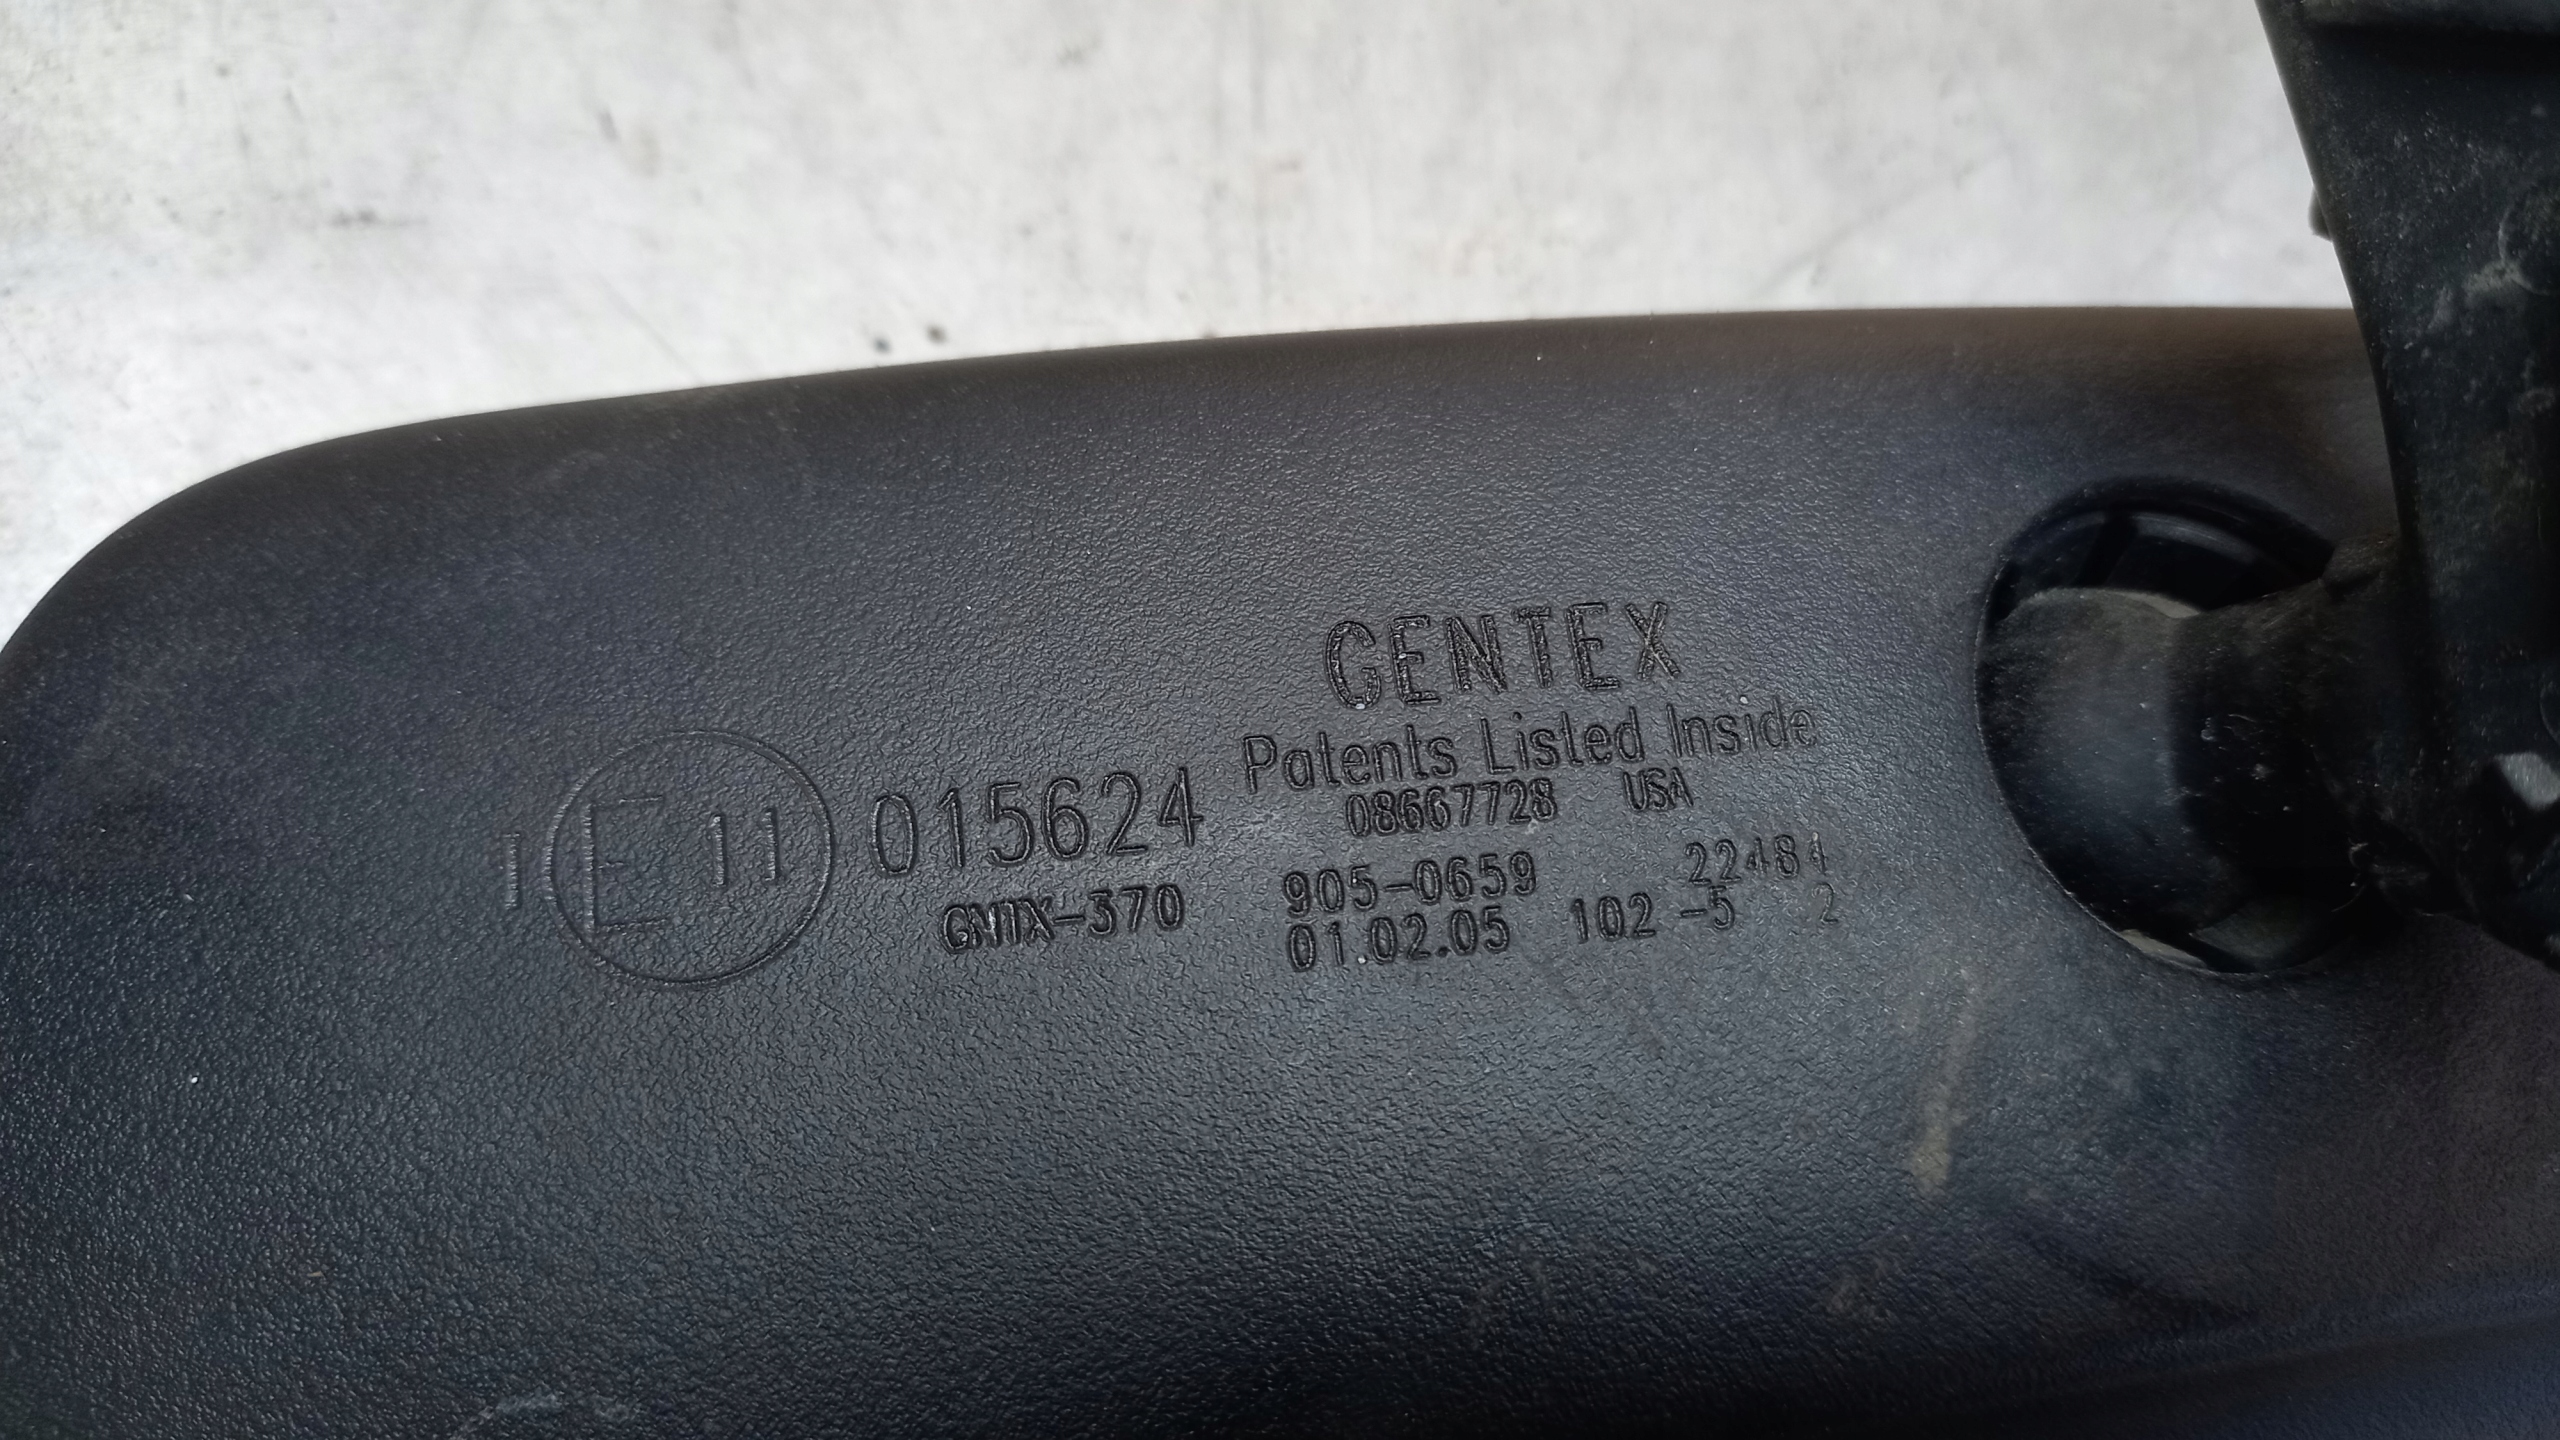 GENTEX
Patents Listed Inside
08667728 USA
I E 11 015624
GNTX-370
905-0659 22484
01.02.05 102 -5 2